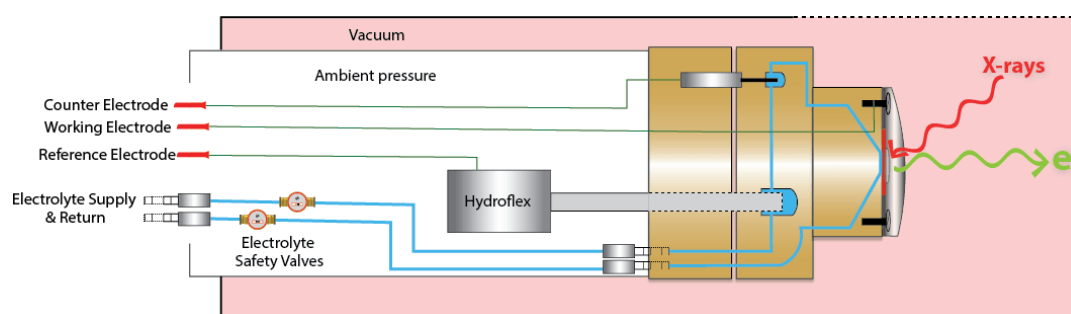 Vacuum
Ambient pressure
X-rays
Counter Electrode
Working Electrode
Reference Electrode
e
Electrolyte Supply
& Return
Hydroflex
Electrolyte
Safety Valves